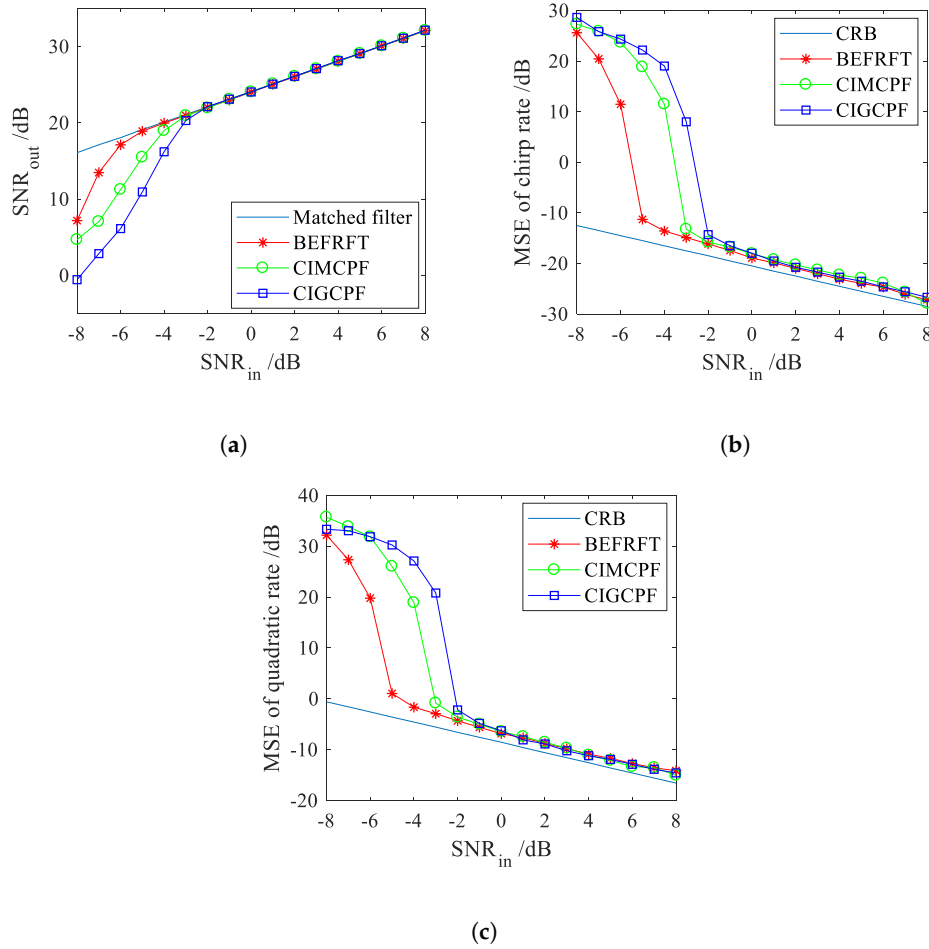 SNR_out /dB
30
20
10
0
-8 -6 -4 -2 0 2 4 6 8
SNR_in /dB
Matched filter
BEFRFT
CIMCPF
CIGCPF
(a)
MSE of chirp rate /dB
30
20
10
0
-10
-20
-30
-8 -6 -4 -2 0 2 4 6 8
SNR_in /dB
CRB
BEFRFT
CIMCPF
CIGCPF
(b)
MSE of quadratic rate /dB
40
30
20
10
0
-10
-20
-8 -6 -4 -2 0 2 4 6 8
SNR_in /dB
CRB
BEFRFT
CIMCPF
CIGCPF
(c)